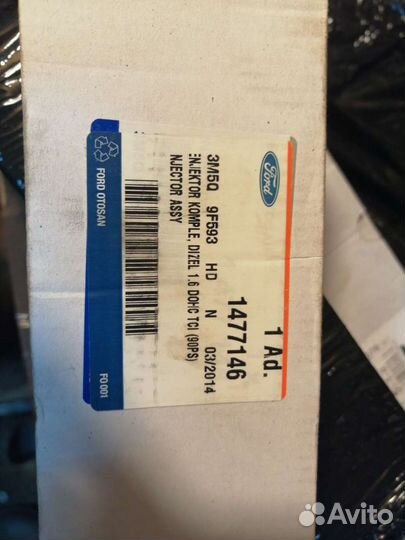 Ford
1 Ad.
1477146
3M5Q 9F593 HD N 03/2014
ENJEKTOR KOMPLE, DIZEL 1.6 DOHC TCI (90PS)
NJECTOR ASSY
FORD OTOSAN
FO 001
Avito